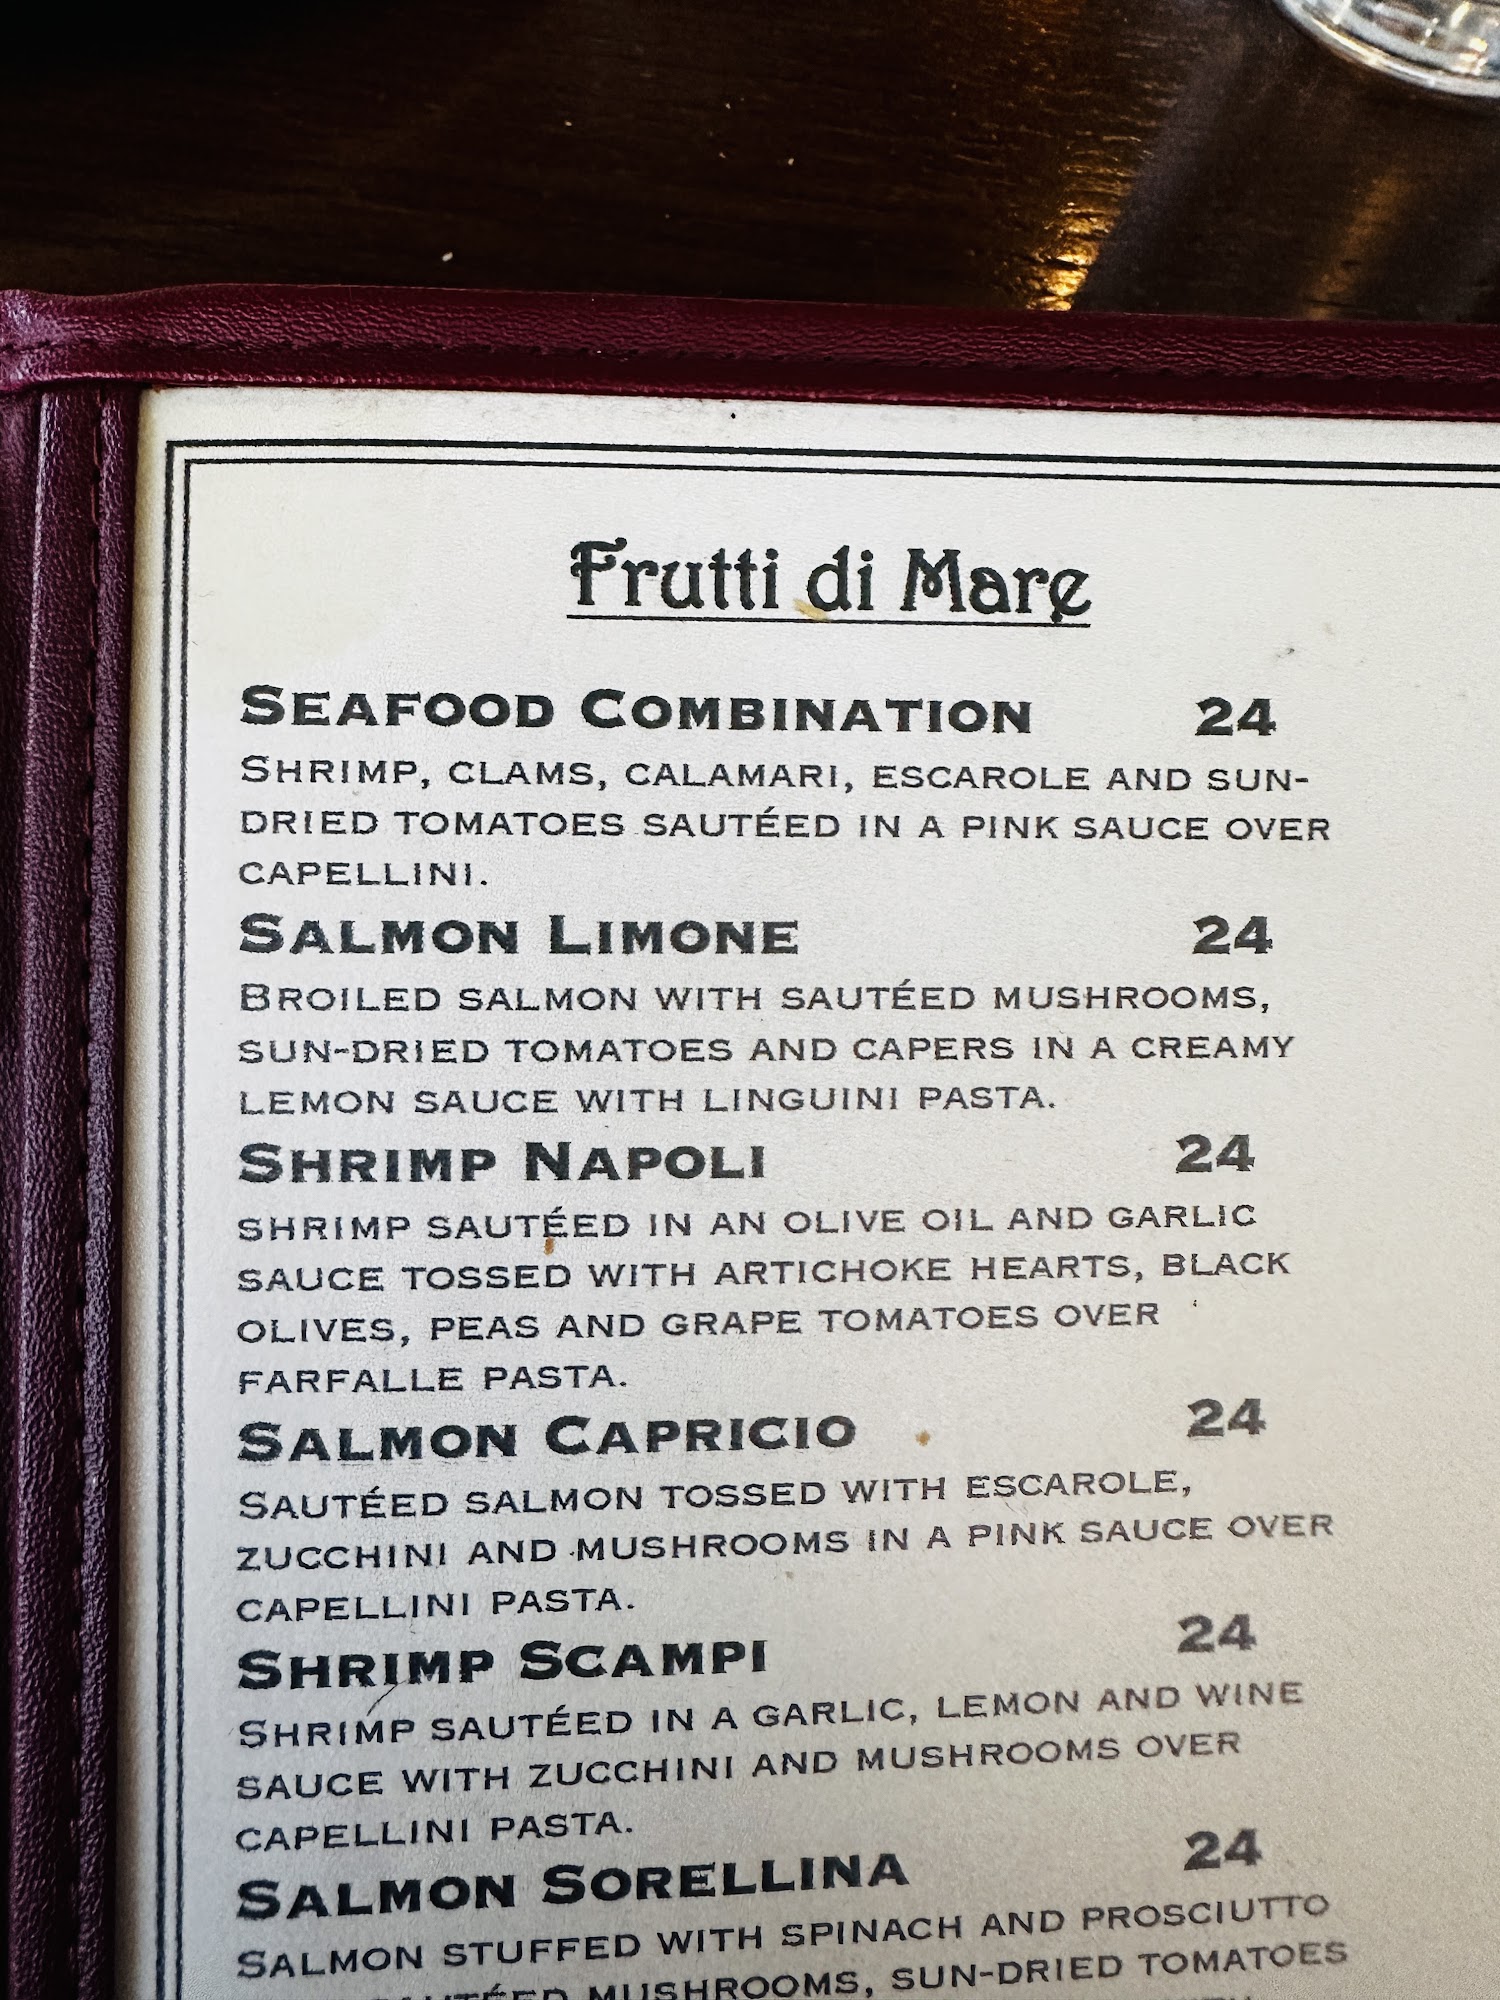 Frutti di Mare
Seafood Combination 24
Shrimp, clams, calamari, escarole and sun-
dried tomatoes sautéed in a pink sauce over
capellini.
Salmon Limone 24
Broiled salmon with sautéed mushrooms,
sun-dried tomatoes and capers in a creamy
lemon sauce with linguini pasta.
Shrimp Napoli 24
shrimp sautéed in an olive oil and garlic
sauce tossed with artichoke hearts, black
olives, peas and grape tomatoes over
farfalle pasta.
Salmon Capricio 24
Sautéed salmon tossed with escarole,
zucchini and mushrooms in a pink sauce over
capellini pasta.
Shrimp Scampi 24
Shrimp sautéed in a garlic, lemon and wine
sauce with zucchini and mushrooms over
capellini pasta.
Salmon Sorellina 24
Salmon stuffed with spinach and prosciutto
sautéed mushrooms, sun-dried tomatoes